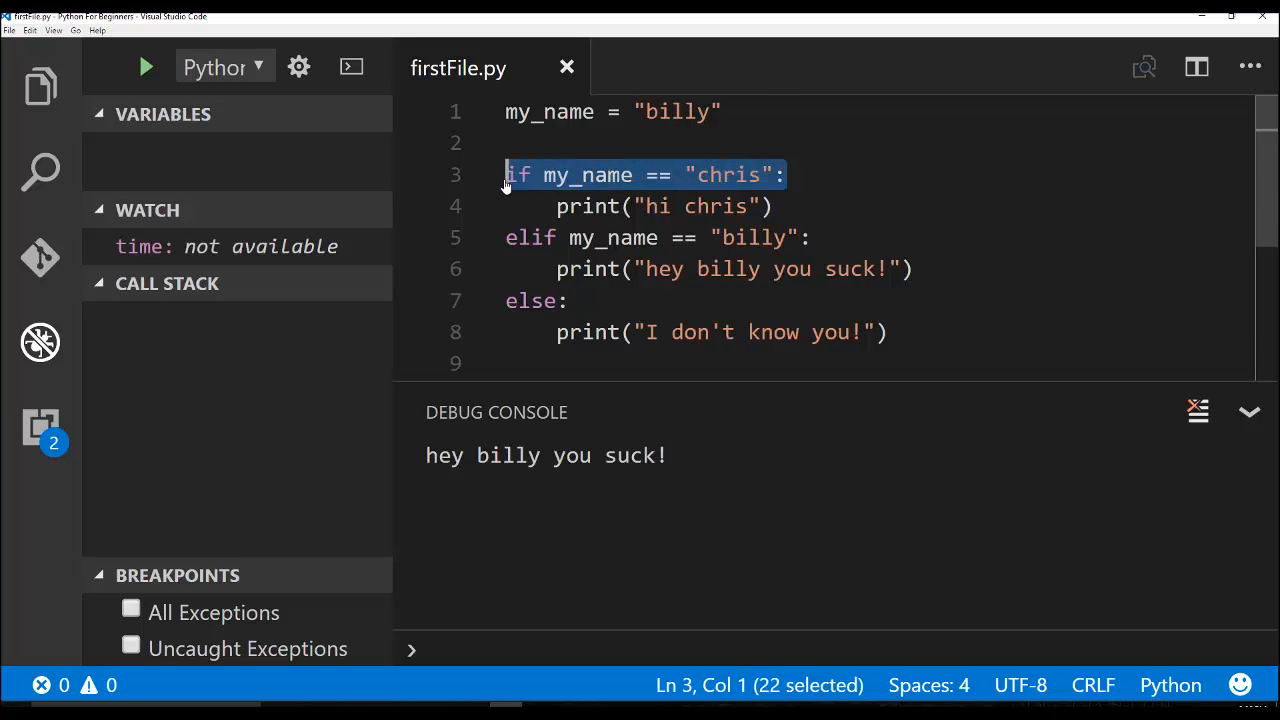 firstFile.py - Python For Beginners - Visual Studio Code
File Edit View Go Help
Python
firstFile.py
VARIABLES
WATCH
time: not available
CALL STACK
BREAKPOINTS
All Exceptions
Uncaught Exceptions
2
1 my_name = "billy"
2
3 if my_name == "chris":
4     print("hi chris")
5 elif my_name == "billy":
6     print("hey billy you suck!")
7 else:
8     print("I don't know you!")
9
DEBUG CONSOLE
hey billy you suck!
0 0 Ln 3, Col 1 (22 selected) Spaces: 4 UTF-8 CRLF Python